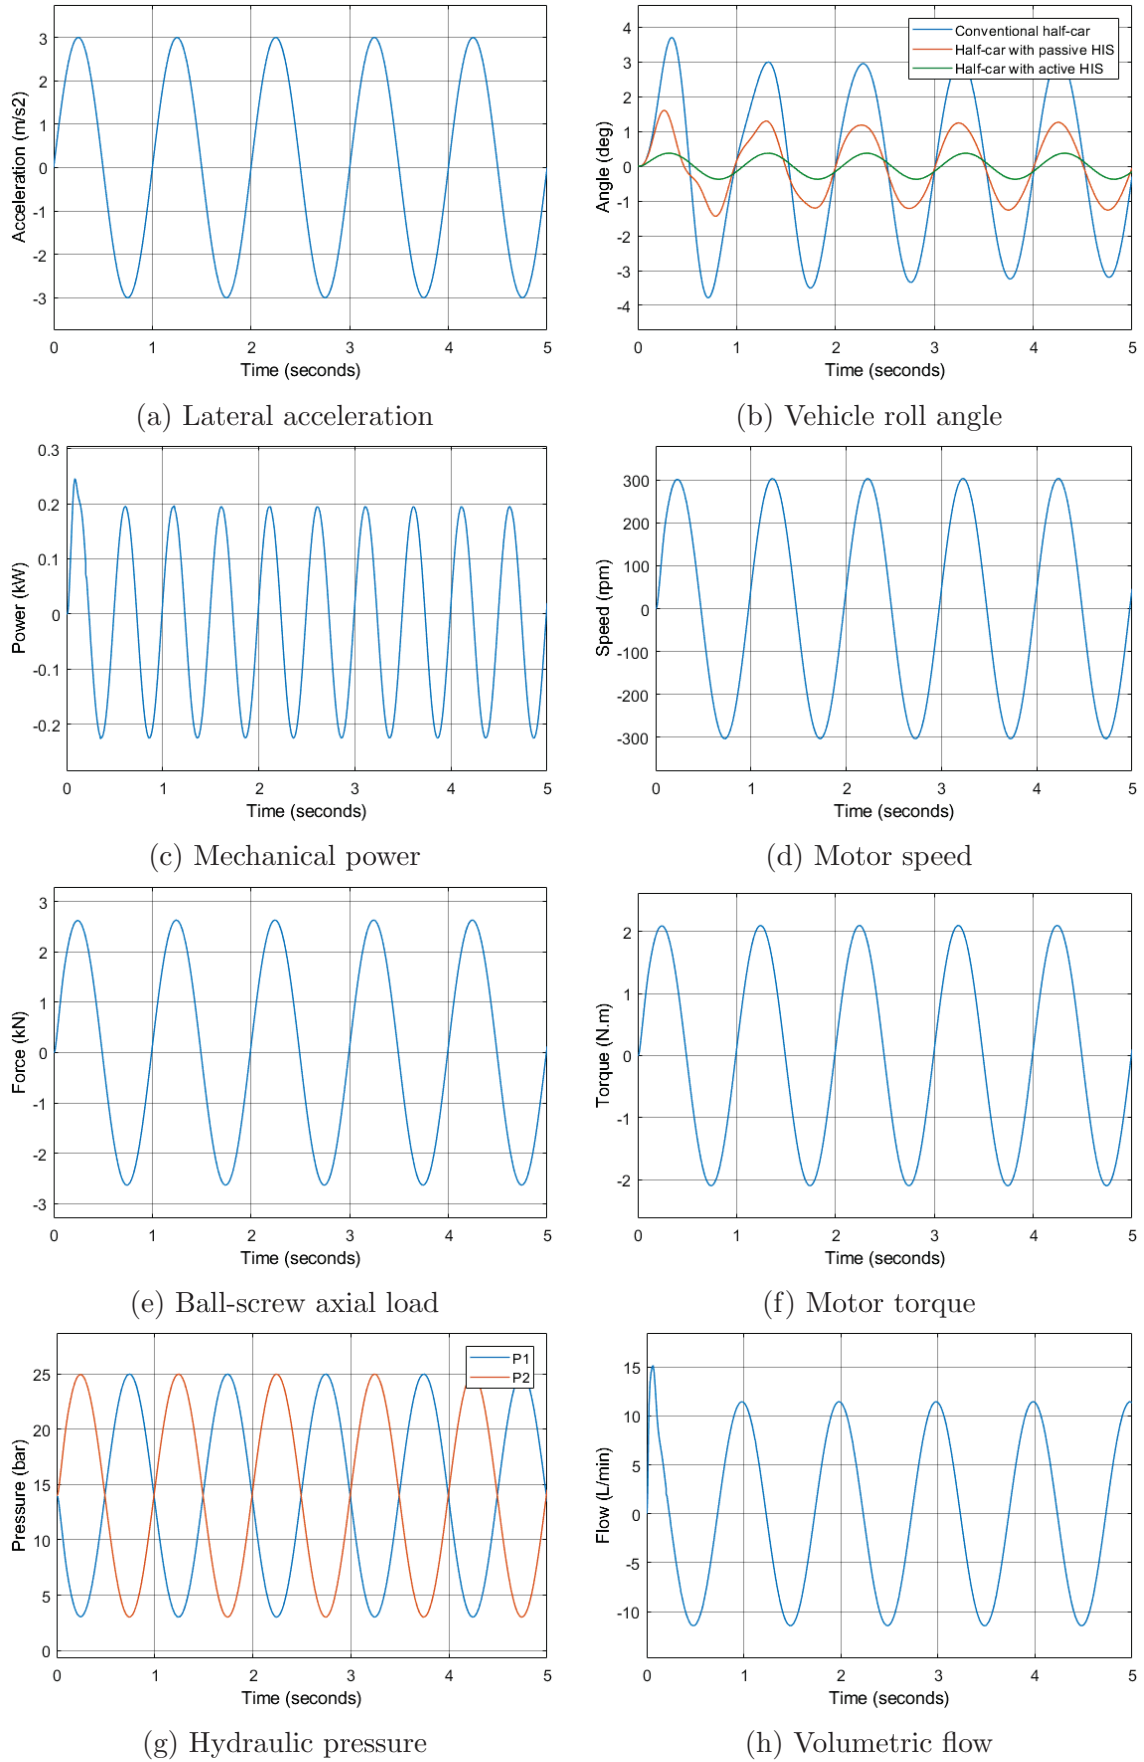 Acceleration (m/s2)
3
2
1
0
-1
-2
-3
0 1 2 3 4 5
Time (seconds)
(a) Lateral acceleration
Angle (deg)
4
3
2
1
0
-1
-2
-3
-4
Conventional half-car
Half-car with passive HIS
Half-car with active HIS
0 1 2 3 4 5
Time (seconds)
(b) Vehicle roll angle
Power (kW)
0.3
0.2
0.1
0
-0.1
-0.2
0 1 2 3 4 5
Time (seconds)
(c) Mechanical power
Speed (rpm)
300
200
100
0
-100
-200
-300
0 1 2 3 4 5
Time (seconds)
(d) Motor speed
Force (kN)
3
2
1
0
-1
-2
-3
0 1 2 3 4 5
Time (seconds)
(e) Ball-screw axial load
Torque (N.m)
2
1
0
-1
-2
0 1 2 3 4 5
Time (seconds)
(f) Motor torque
Pressure (bar)
25
20
15
10
5
0
P1
P2
0 1 2 3 4 5
Time (seconds)
(g) Hydraulic pressure
Flow (L/min)
15
10
5
0
-5
-10
0 1 2 3 4 5
Time (seconds)
(h) Volumetric flow